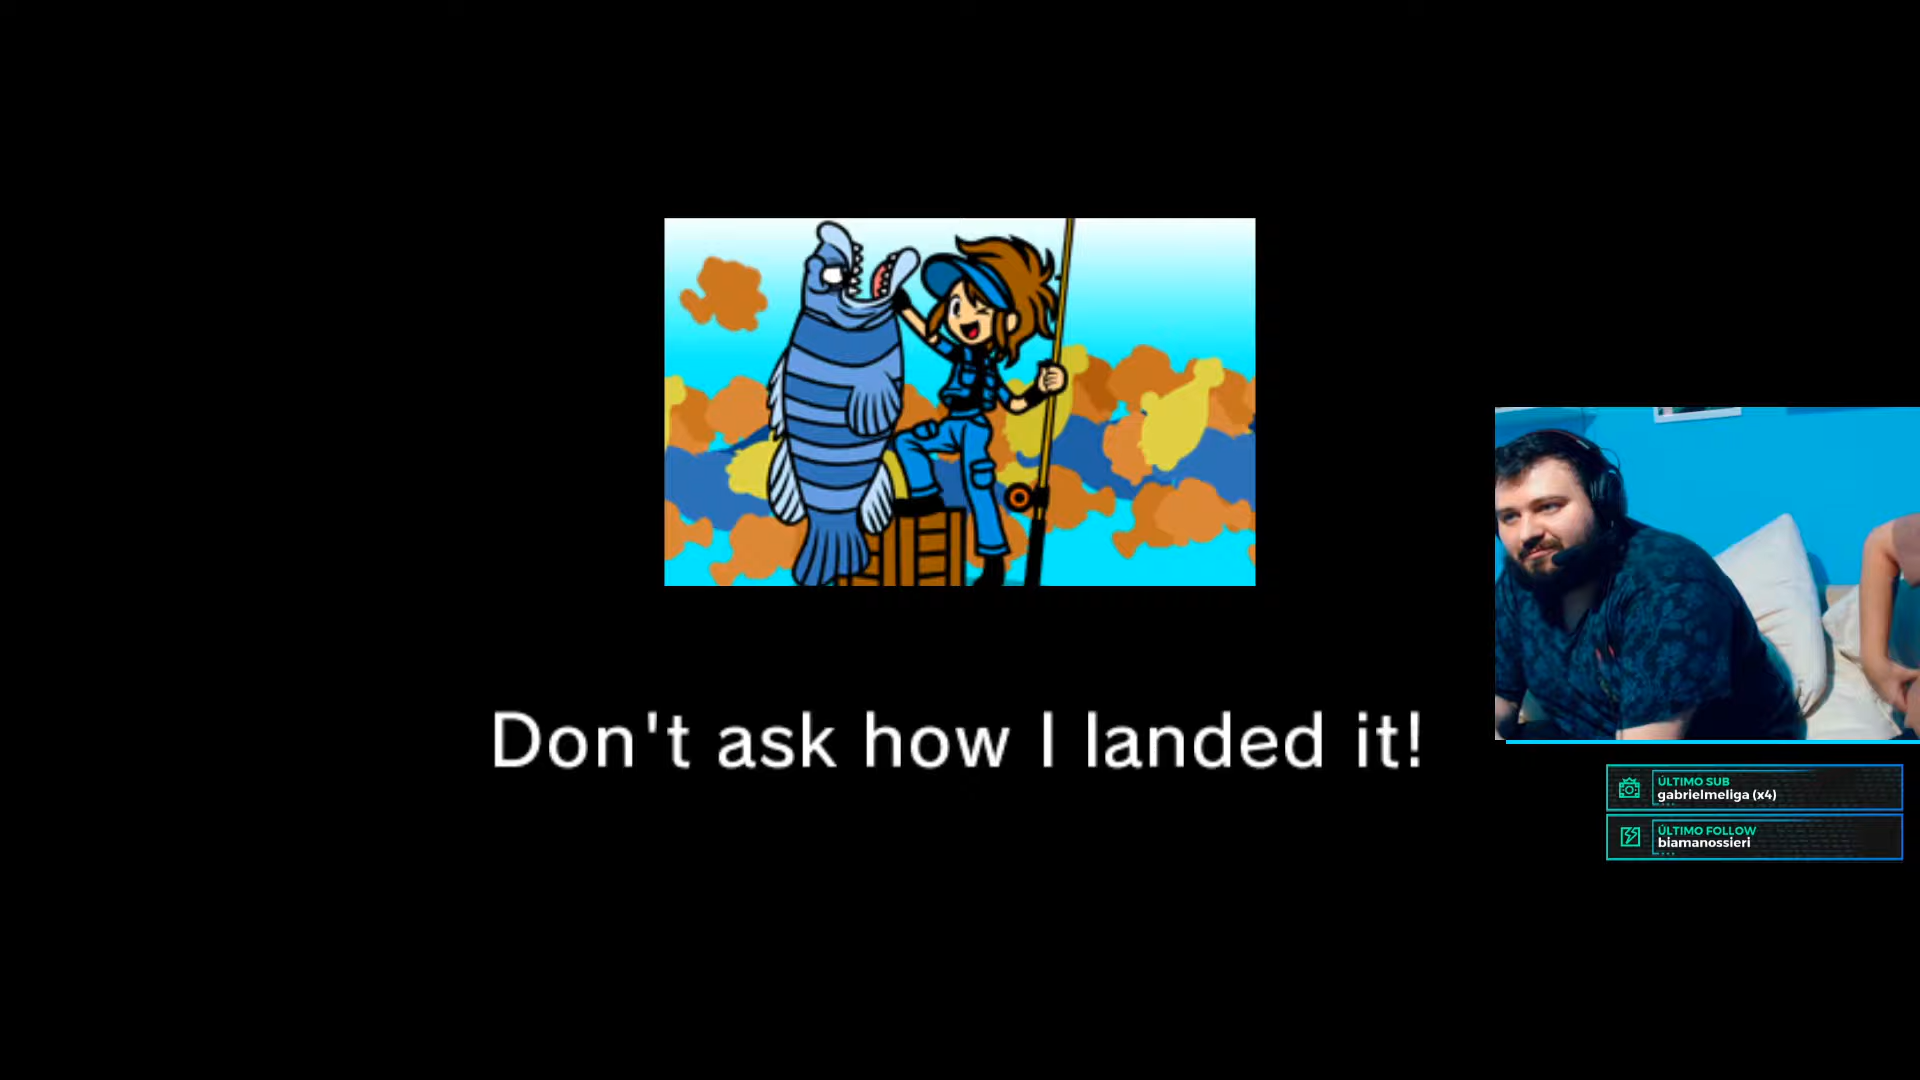 Don't ask how I landed it!
ÚLTIMO SUB
gabrielmeliga (x4)
ÚLTIMO FOLLOW
biamanossieri